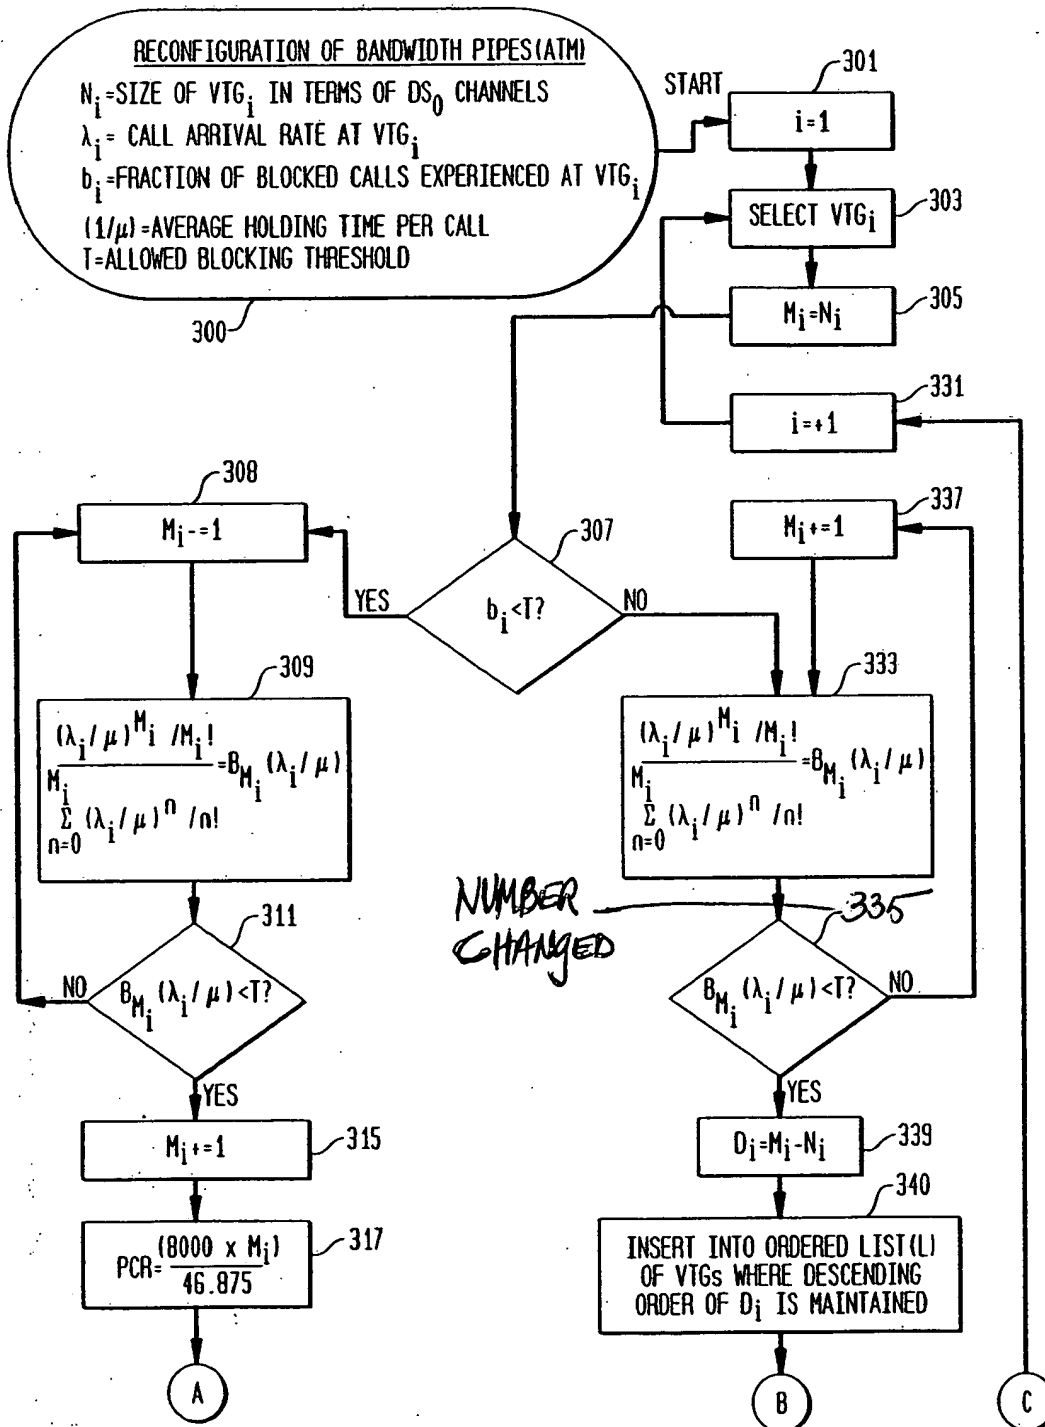 RECONFIGURATION OF BANDWIDTH PIPES(ATM)
Ni=SIZE OF VTGi IN TERMS OF DS0 CHANNELS
λi= CALL ARRIVAL RATE AT VTGi
bi=FRACTION OF BLOCKED CALLS EXPERIENCED AT VTGi
(1/μ)=AVERAGE HOLDING TIME PER CALL
T=ALLOWED BLOCKING THRESHOLD
300
START
301
i=1
303
SELECT VTGi
305
Mi=Ni
331
i=+1
308
Mi-=1
337
Mi+=1
307
bi<T?
YES
NO
309
(λi/μ)^Mi /Mi!
=BMi(λi/μ)
Mi
Σ (λi/μ)^n /n!
n=0
333
(λi/μ)^Mi /Mi!
=BMi(λi/μ)
Mi
Σ (λi/μ)^n /n!
n=0
NUMBER
CHANGED
311
BMi(λi/μ)<T?
NO
YES
335
BMi(λi/μ)<T?
NO
YES
315
Mi+=1
339
Di=Mi-Ni
317
PCR=(8000 x Mi)
46.875
340
INSERT INTO ORDERED LIST(L)
OF VTGs WHERE DESCENDING
ORDER OF Di IS MAINTAINED
A
B
C